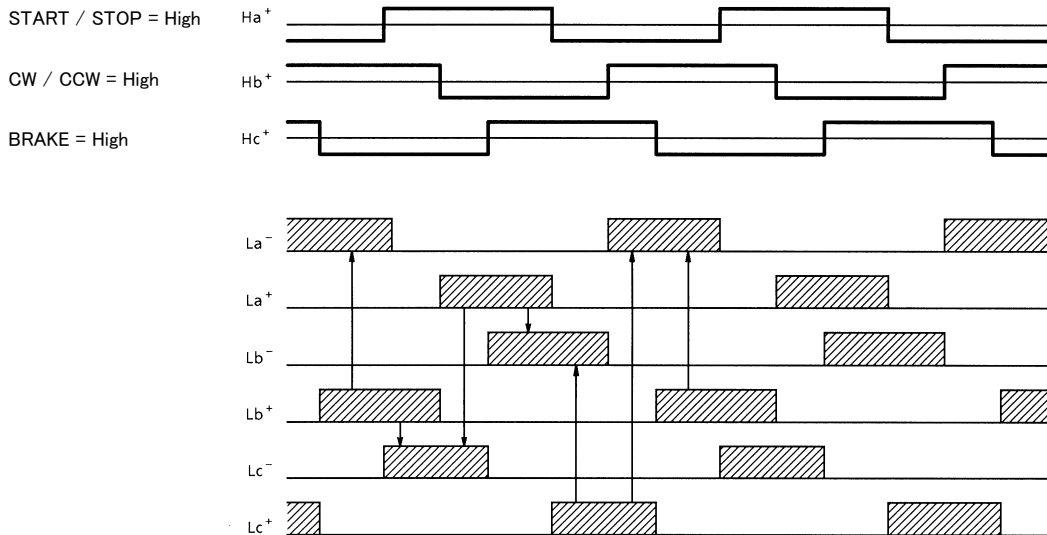 START / STOP = High
Ha+
CW / CCW = High
Hb+
BRAKE = High
Hc+
La−
La+
Lb−
Lb+
Lc−
Lc+